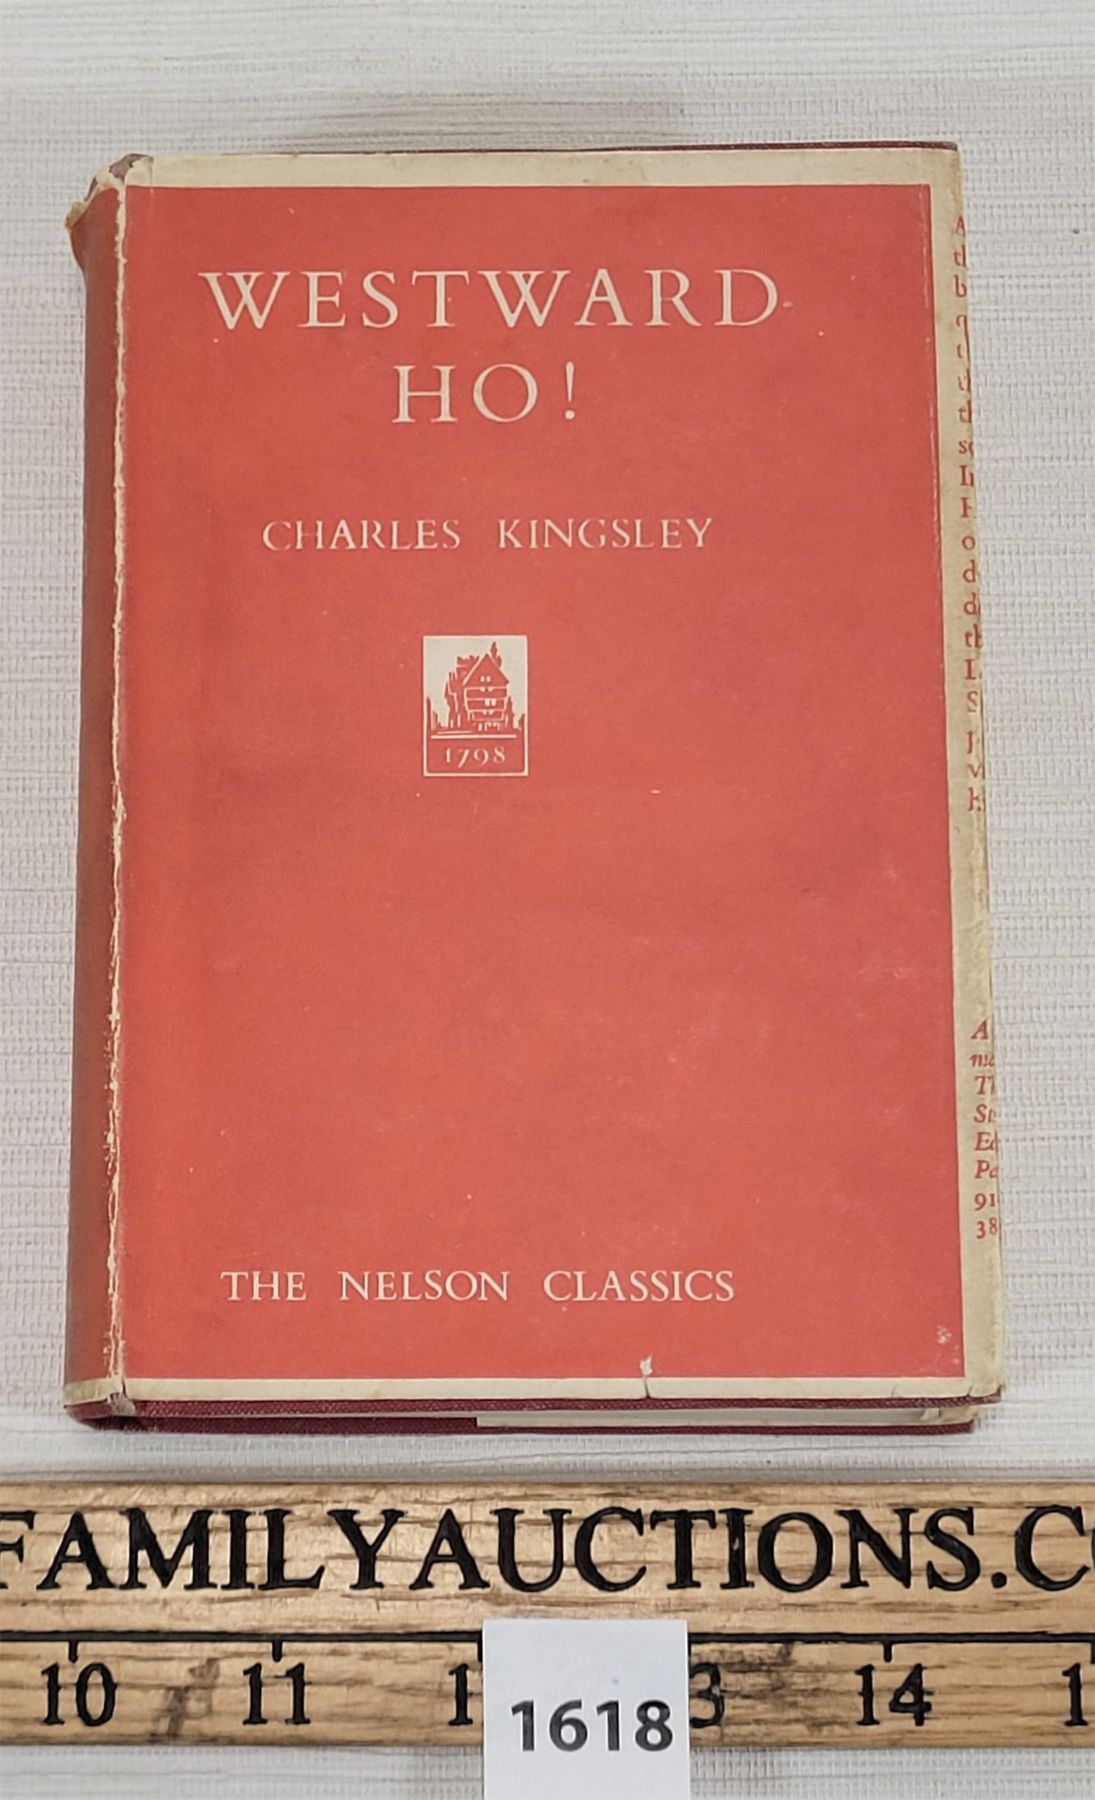 WESTWARD
HO!
CHARLES KINGSLEY
1798
THE NELSON CLASSICS
FAMILYAUCTIONS.C
10 11 14
1618